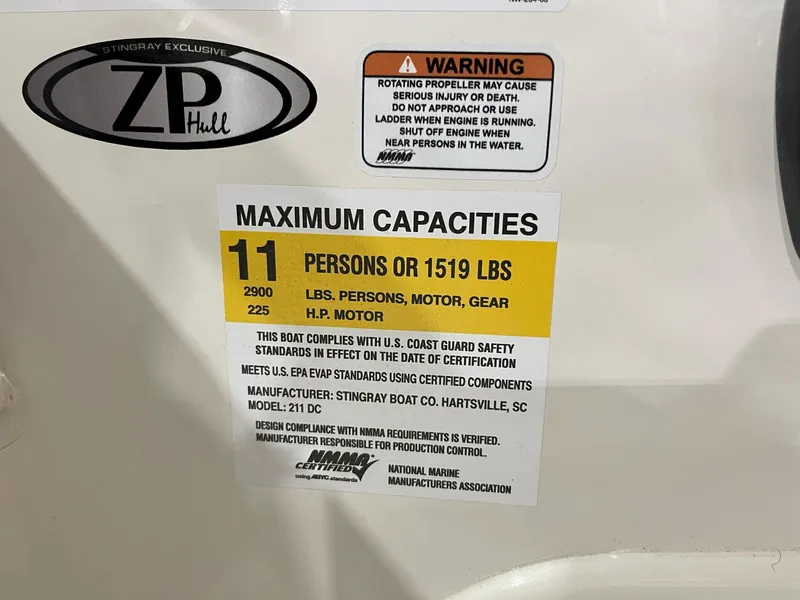 STINGRAY EXCLUSIVE
ZP
Hull
WARNING
ROTATING PROPELLER MAY CAUSE
SERIOUS INJURY OR DEATH.
DO NOT APPROACH OR USE
LADDER WHEN ENGINE IS RUNNING.
SHUT OFF ENGINE WHEN
NEAR PERSONS IN THE WATER.
NMMA
MAXIMUM CAPACITIES
11 PERSONS OR 1519 LBS
2900 LBS. PERSONS, MOTOR, GEAR
225 H.P. MOTOR
THIS BOAT COMPLIES WITH U.S. COAST GUARD SAFETY
STANDARDS IN EFFECT ON THE DATE OF CERTIFICATION
MEETS U.S. EPA EVAP STANDARDS USING CERTIFIED COMPONENTS
MANUFACTURER: STINGRAY BOAT CO. HARTSVILLE, SC
MODEL: 211 DC
DESIGN COMPLIANCE WITH NMMA REQUIREMENTS IS VERIFIED.
MANUFACTURER RESPONSIBLE FOR PRODUCTION CONTROL.
NMMA
CERTIFIED
using ABYC standards
NATIONAL MARINE
MANUFACTURERS ASSOCIATION